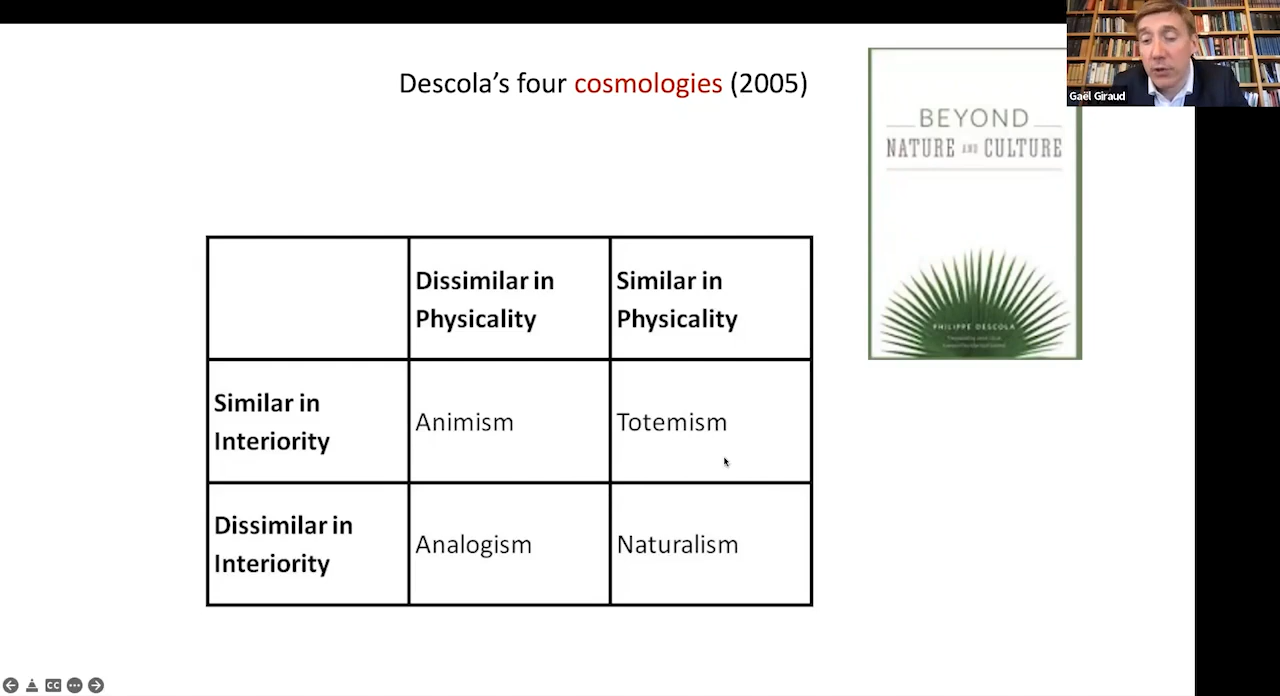 Descola's four cosmologies (2005)
Gaël Giraud
BEYOND
NATURE AND CULTURE
PHILIPPE DESCOLA
Dissimilar in
Physicality
Similar in
Physicality
Similar in
Interiority
Animism
Totemism
Dissimilar in
Interiority
Analogism
Naturalism
CC